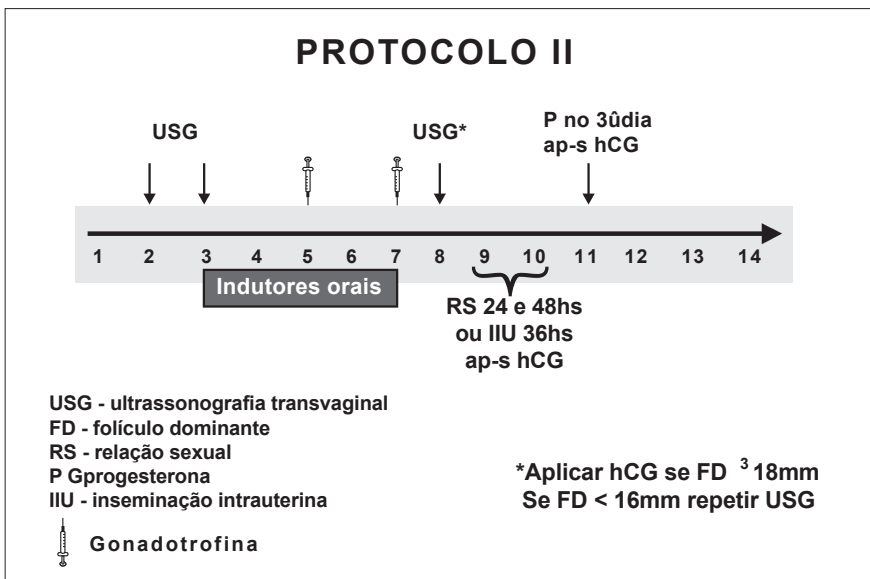 PROTOCOLO II
USG
USG*
P no 3ûdia
ap-s hCG
1 2 3 4 5 6 7 8 9 10 11 12 13 14
Indutores orais
RS 24 e 48hs
ou IIU 36hs
ap-s hCG
USG - ultrassonografia transvaginal
FD - folículo dominante
RS - relação sexual
P Gprogesterona
IIU - inseminação intrauterina
Gonadotrofina
*Aplicar hCG se FD ³ 18mm
Se FD < 16mm repetir USG